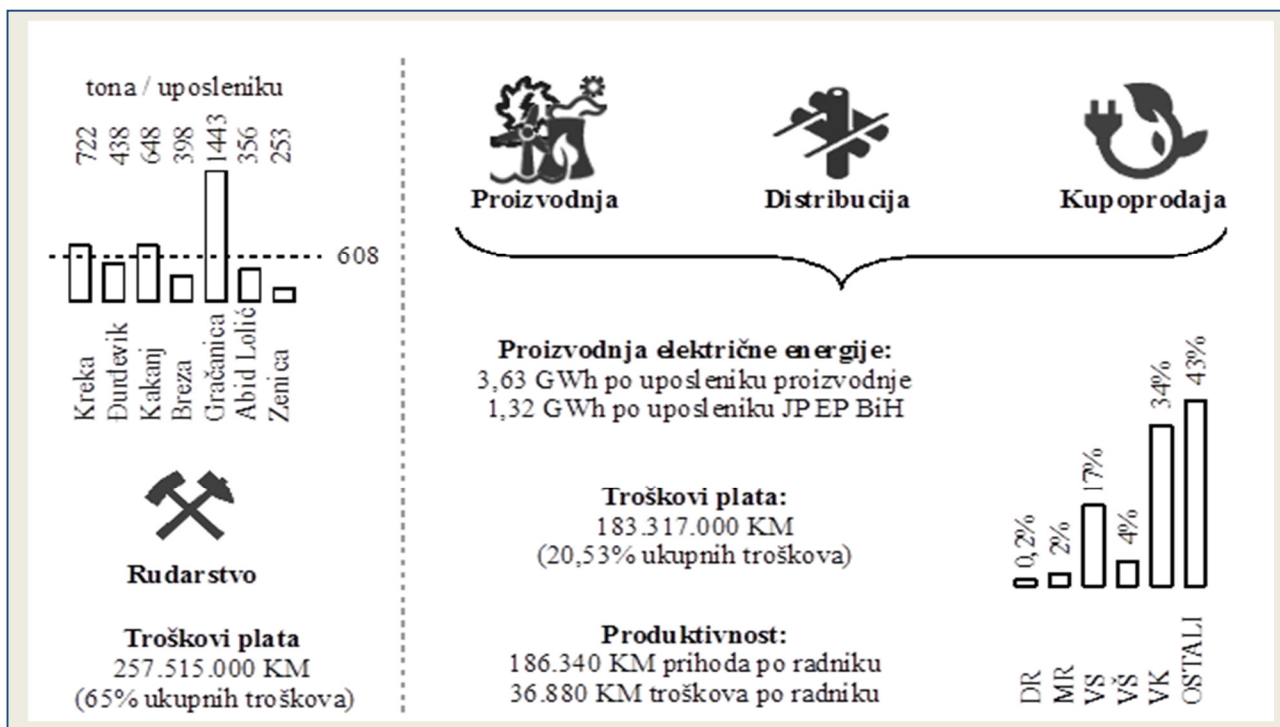 tona / uposleniku
722
438
648
398
1443
356
253
608
Kreka
Đurđevik
Kakanj
Breza
Gračanica
Abid Lolić
Zenica
Rudarstvo
Troškovi plata
257.515.000 KM
(65% ukupnih troškova)
Proizvodnja
Distribucija
Kupoprodaja
Proizvodnja električne energije:
3,63 GWh po uposleniku proizvodnje
1,32 GWh po uposleniku JP EP BiH
Troškovi plata:
183.317.000 KM
(20,53% ukupnih troškova)
Produktivnost:
186.340 KM prihoda po radniku
36.880 KM troškova po radniku
0,2%
2%
17%
4%
34%
43%
DR
MR
VS
VŠ
VK
OSTALI